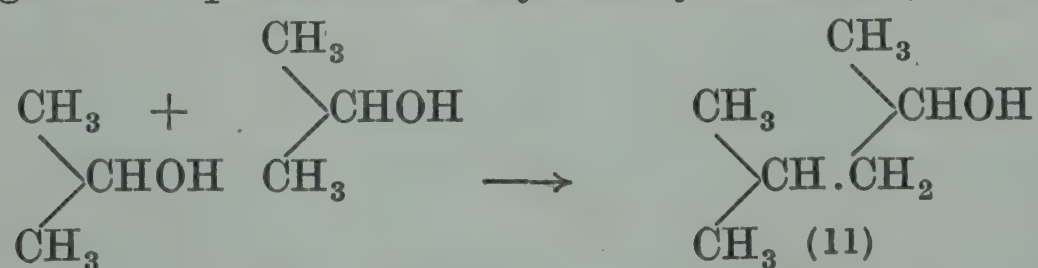 CH₃ CH₃
CH₃ + CHOH CH₃ CHOH
CHOH CH₃ ⟶ CH.CH₂
CH₃ CH₃ (11)